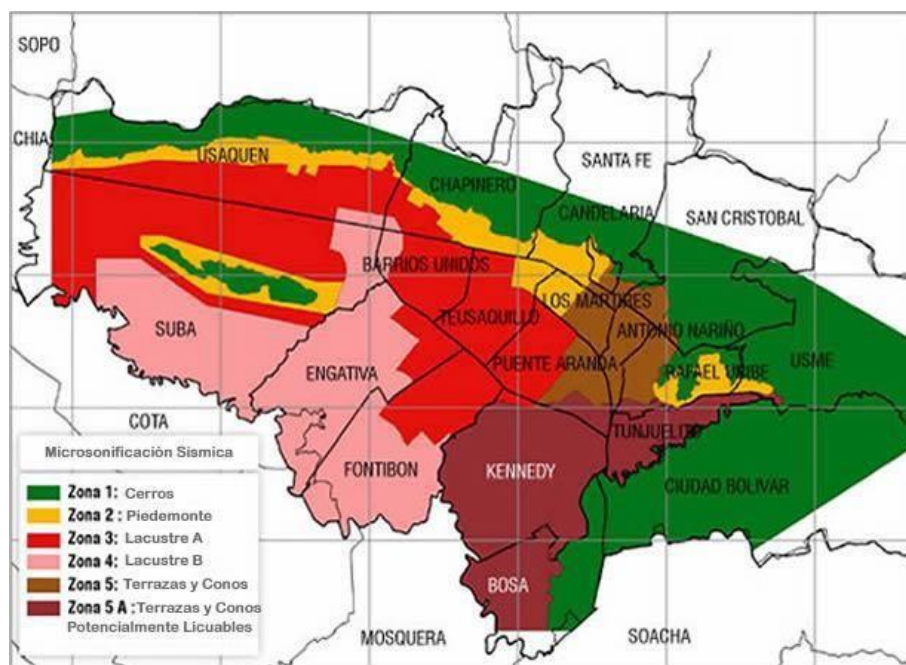 SOPO
CHIA
USAQUEN
SANTA FE
CHAPINERO
CANDELARIA
SAN CRISTOBAL
BARRIOS UNIDOS
LOS MARTIRES
TEUSAQUILLO
SUBA
ANTONIO NARIÑO
PUENTE ARANDA
USME
ENGATIVA
RAFAEL URIBE
COTA
TUNJUELITO
KENNEDY
FONTIBON
CIUDAD BOLIVAR
BOSA
MOSQUERA
SOACHA
Microsonificación Sísmica
Zona 1: Cerros
Zona 2 : Piedemonte
Zona 3: Lacustre A
Zona 4: Lacustre B
Zona 5: Terrazas y Conos
Zona 5 A : Terrazas y Conos
Potencialmente Licuables